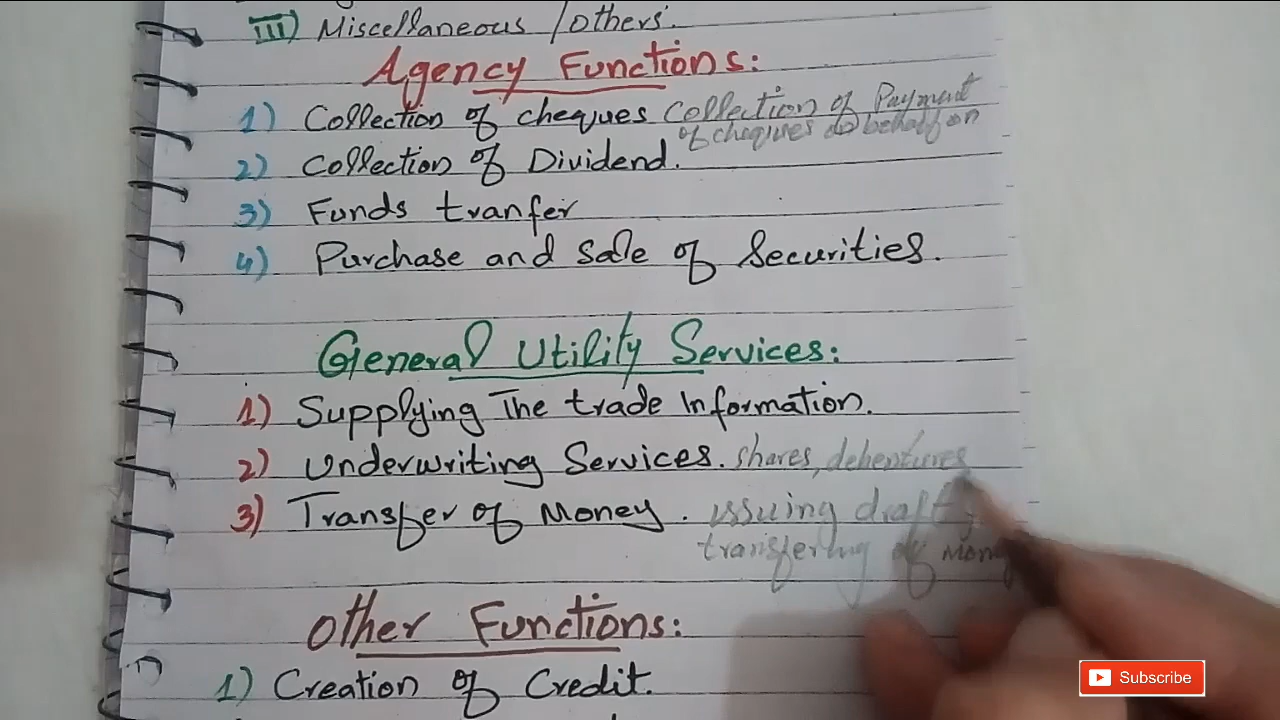 III) Miscellaneous / others.
Agency Functions:
1) Collection of cheques Collection of Payment
of cheques do behalf on
2) Collection of Dividend.
3) Funds tranfer
4) Purchase and Sale of Securities.
General Utility Services:
1) Supplying The trade Information.
2) Underwriting Services. shares, debentures
3) Transfer of Money. issuing draft,
transfering of Money
Other Functions:
1) Creation of Credit.
Subscribe